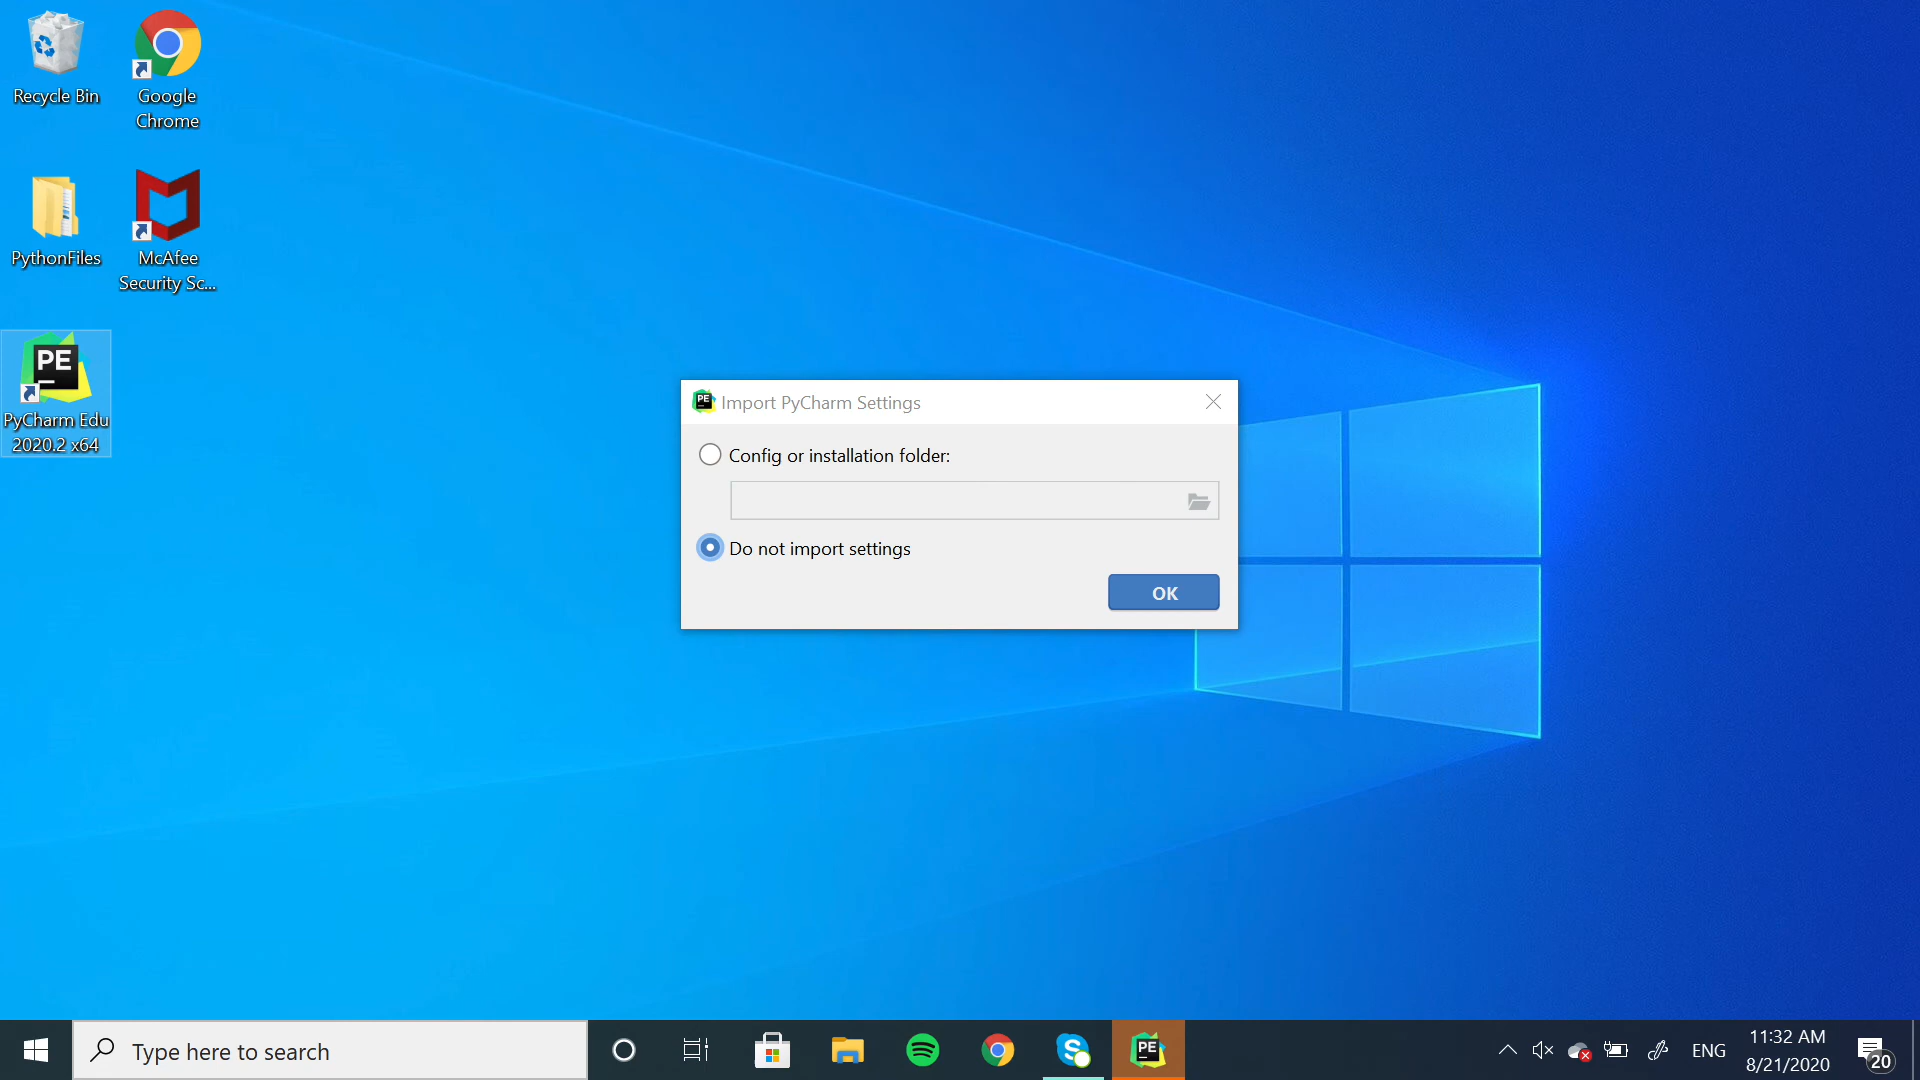 Recycle Bin
Google
Chrome
PythonFiles
McAfee
Security Sc...
PE
PyCharm Edu
2020.2 x64
PE
Import PyCharm Settings
Config or installation folder:
Do not import settings
OK
Type here to search
S
PE
ENG
11:32 AM
8/21/2020
20